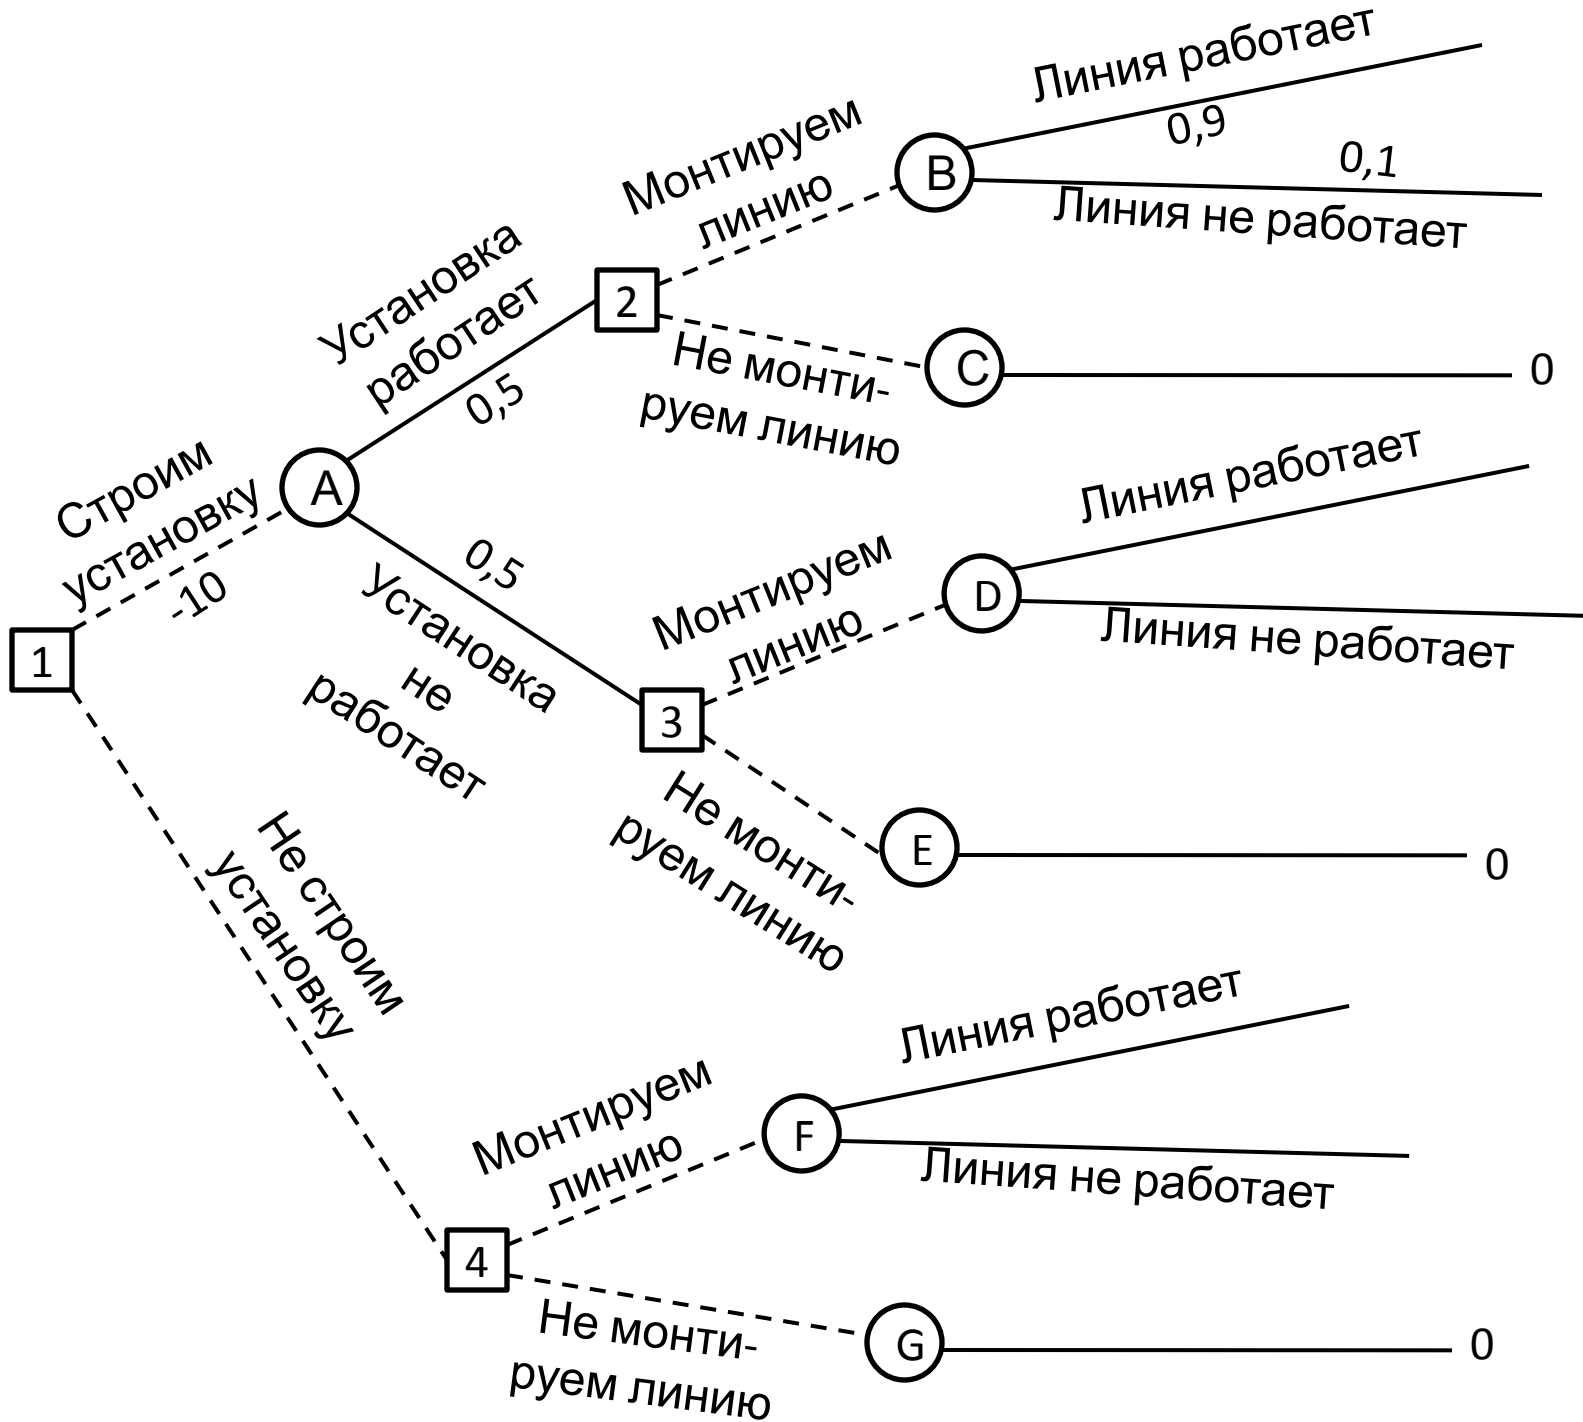 Линия работает
0,9
0,1
Линия не работает
B
Монтируем
линию
Установка
работает
0,5
2
Не монти-
руем линию
C
0
Строим
установку
-10
A
0,5
Установка
не
работает
1
Монтируем
линию
D
Линия работает
Линия не работает
3
Не монти-
руем линию
E
0
Не строим
установку
Монтируем
линию
F
Линия работает
Линия не работает
4
Не монти-
руем линию
G
0